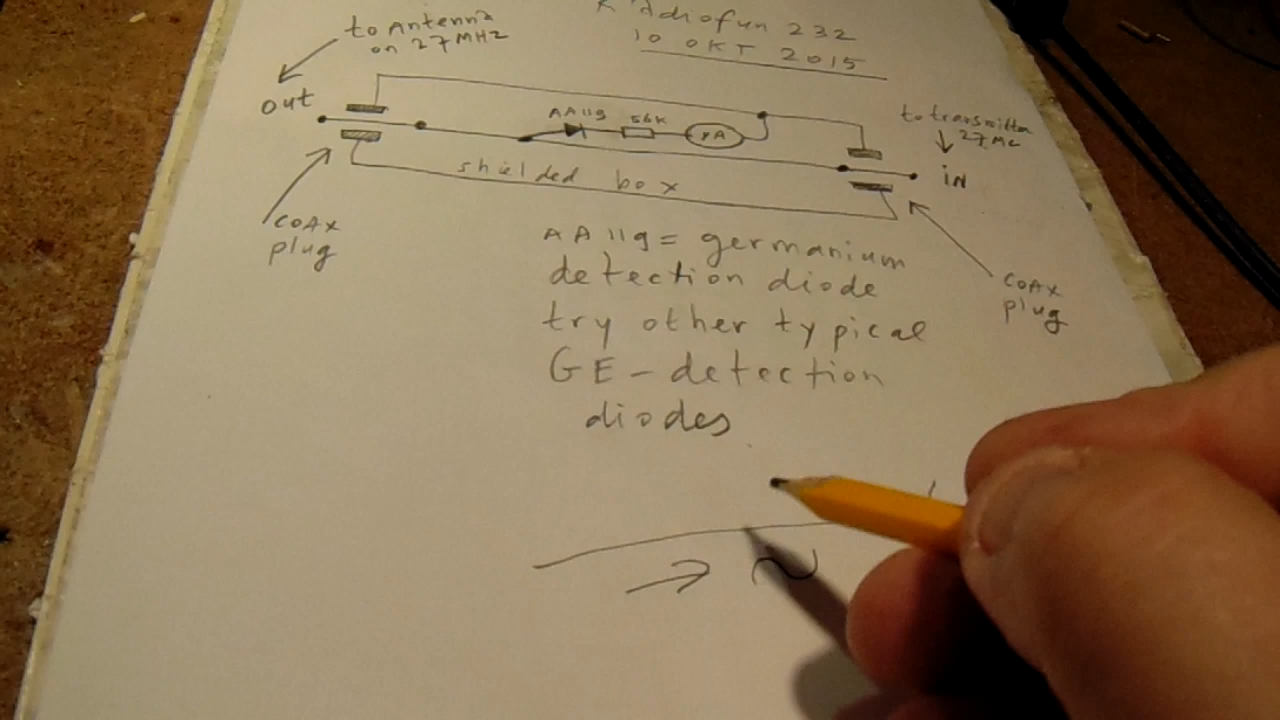 Radiofun 232
10 OKT 2015
to Antenna
on 27MHz
out
AA119
56K
µA
to transmitter
27Mc
iN
shielded box
COAX
plug
COAX
plug
AA119 = germanium
detection diode
try other typical
GE-detection
diodes
~